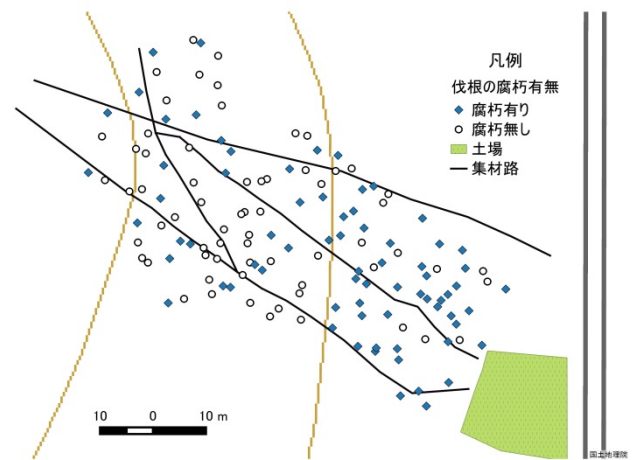 凡例
伐根の腐朽有無
腐朽有り
腐朽無し
土場
集材路
10 0 10 m
国土地理院